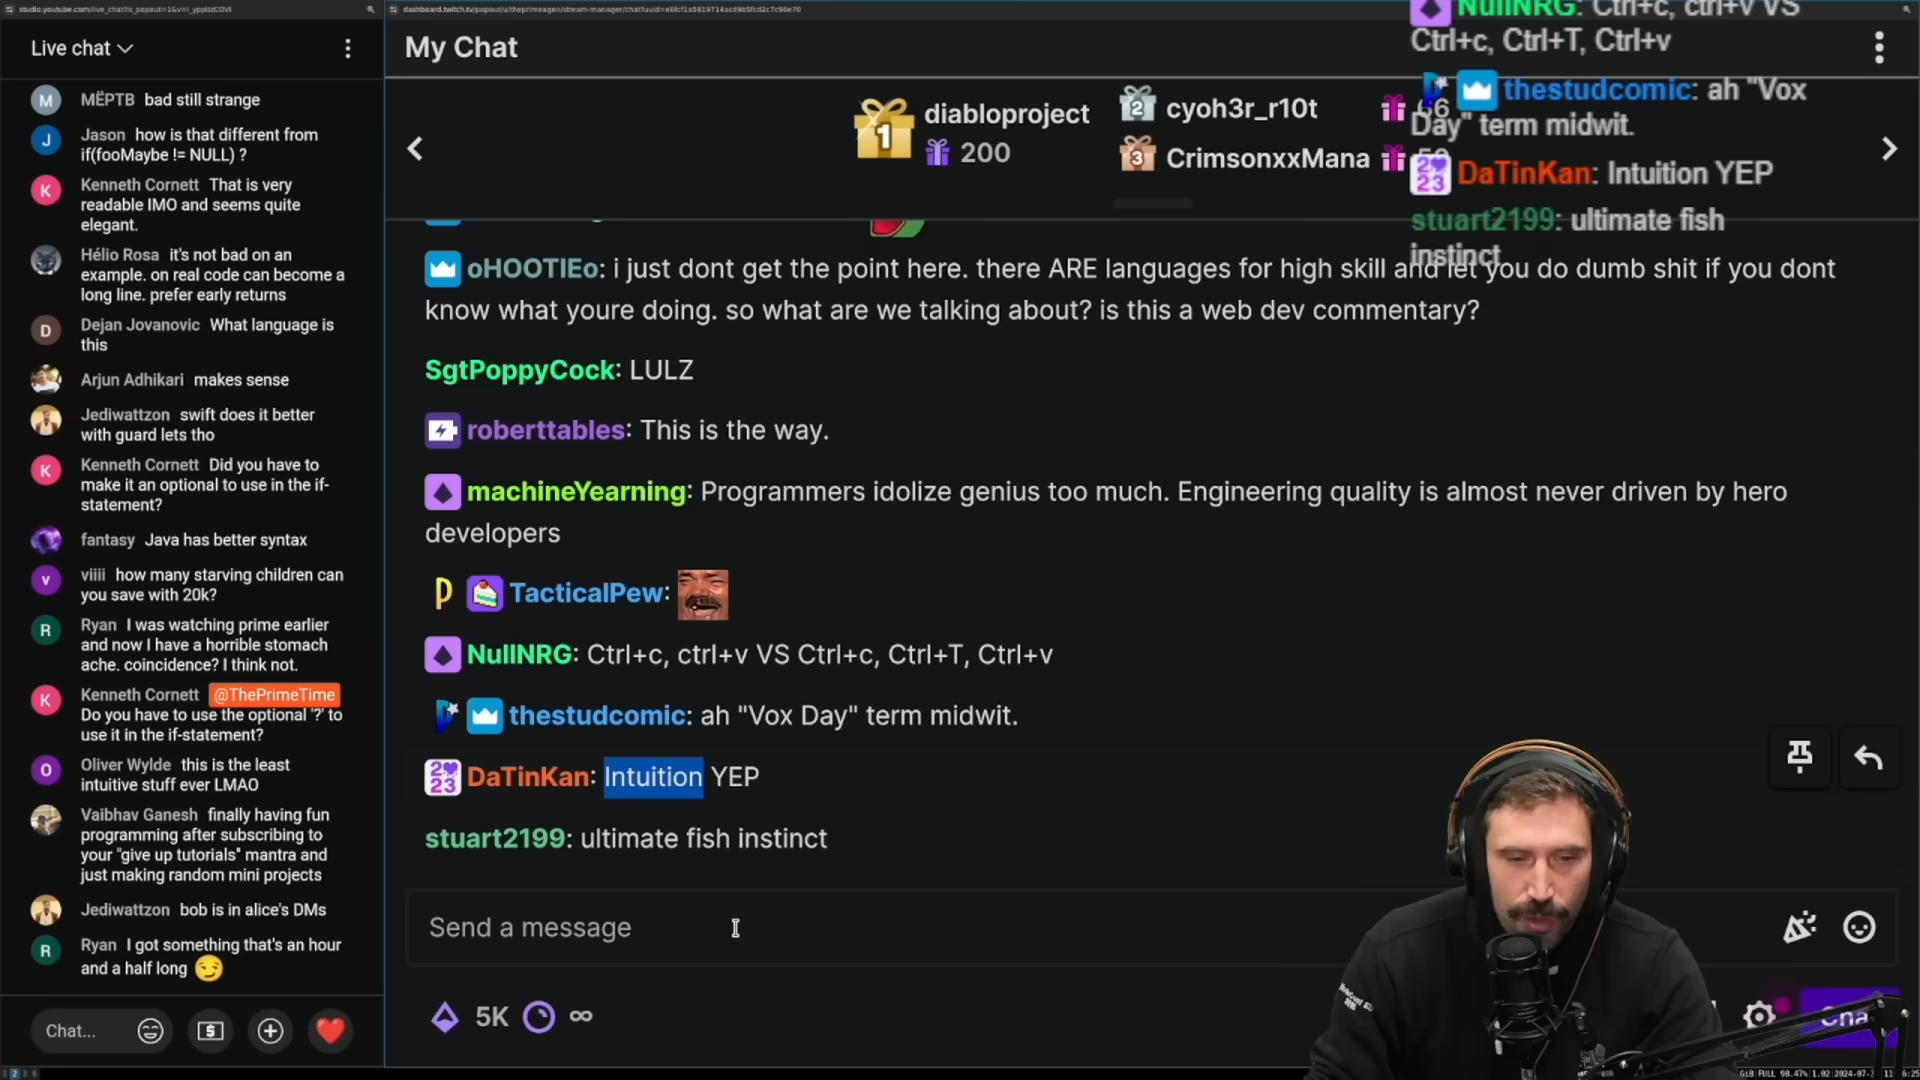 studio.youtube.com/live_chat?is_popout=1&v=i_yppUzCOVI
Live chat
M
MËPTB bad still strange
J
Jason how is that different from
if(fooMaybe != NULL) ?
K
Kenneth Cornett That is very
readable IMO and seems quite
elegant.
Hélio Rosa it's not bad on an
example. on real code can become a
long line. prefer early returns
D
Dejan Jovanovic What language is
this
Arjun Adhikari makes sense
Jediwattzon swift does it better
with guard lets tho
K
Kenneth Cornett Did you have to
make it an optional to use in the if-
statement?
fantasy Java has better syntax
v
viiii how many starving children can
you save with 20k?
R
Ryan I was watching prime earlier
and now I have a horrible stomach
ache. coincidence? I think not.
K
Kenneth Cornett @ThePrimeTime
Do you have to use the optional '?' to
use it in the if-statement?
O
Oliver Wylde this is the least
intuitive stuff ever LMAO
Vaibhav Ganesh finally having fun
programming after subscribing to
your "give up tutorials" mantra and
just making random mini projects
Jediwattzon bob is in alice's DMs
R
Ryan I got something that's an hour
and a half long 😏
Chat...
My Chat
1
diabloproject
200
2
cyoh3r_r10t
3
CrimsonxxMana
NullNRG: Ctrl+c, ctrl+v VS
Ctrl+c, Ctrl+T, Ctrl+v
thestudcomic: ah "Vox
Day" term midwit.
2023
DaTinKan: Intuition YEP
stuart2199: ultimate fish
instinct
oHOOTIEo: i just dont get the point here. there ARE languages for high skill and let you do dumb shit if you dont
know what youre doing. so what are we talking about? is this a web dev commentary?
SgtPoppyCock: LULZ
roberttables: This is the way.
machineYearning: Programmers idolize genius too much. Engineering quality is almost never driven by hero
developers
TacticalPew:
NullNRG: Ctrl+c, ctrl+v VS Ctrl+c, Ctrl+T, Ctrl+v
thestudcomic: ah "Vox Day" term midwit.
2023
DaTinKan: Intuition YEP
stuart2199: ultimate fish instinct
Send a message
5K ∞
Cha